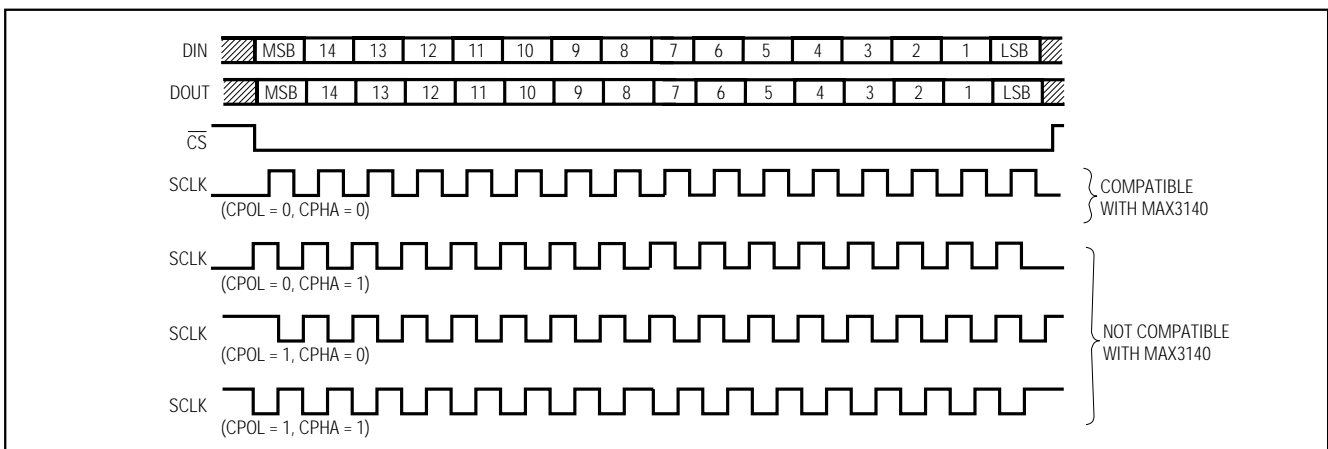 DIN MSB 14 13 12 11 10 9 8 7 6 5 4 3 2 1 LSB
DOUT MSB 14 13 12 11 10 9 8 7 6 5 4 3 2 1 LSB
CS
SCLK
(CPOL = 0, CPHA = 0)
COMPATIBLE
WITH MAX3140
SCLK
(CPOL = 0, CPHA = 1)
SCLK
(CPOL = 1, CPHA = 0)
NOT COMPATIBLE
WITH MAX3140
SCLK
(CPOL = 1, CPHA = 1)